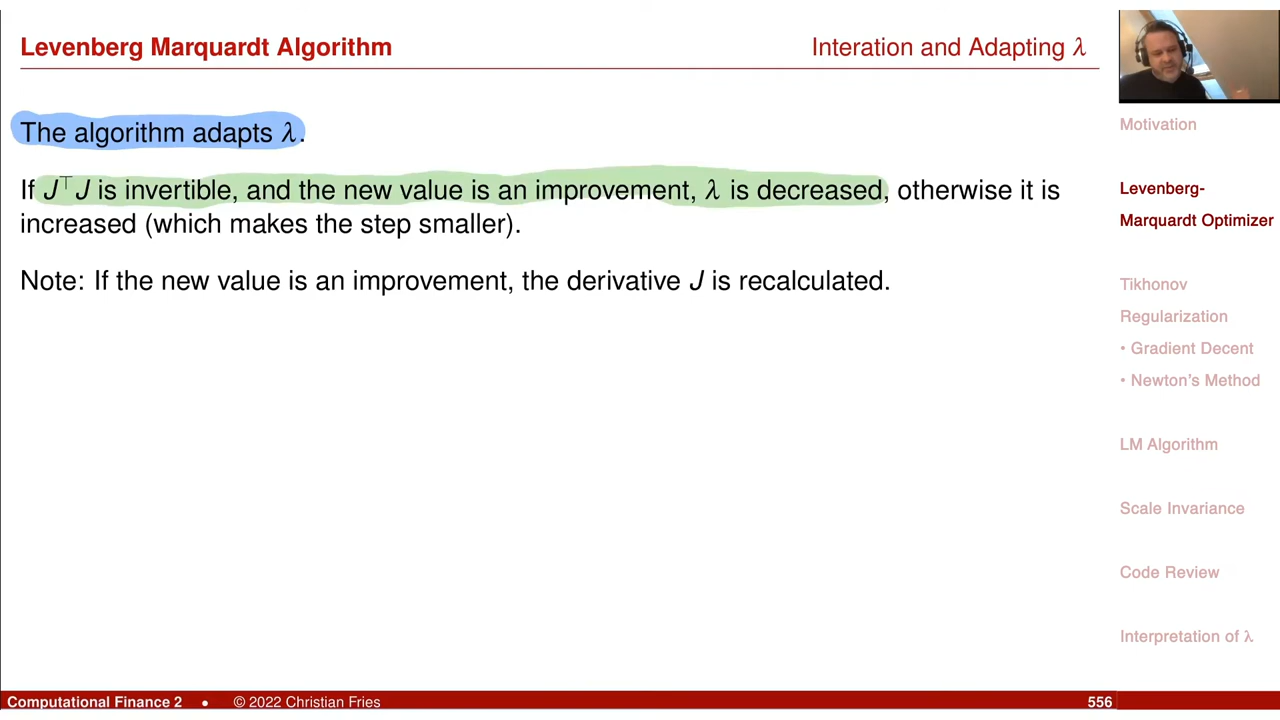 Levenberg Marquardt Algorithm
Interation and Adapting λ
The algorithm adapts λ.
If J⊤J is invertible, and the new value is an improvement, λ is decreased, otherwise it is
increased (which makes the step smaller).
Note: If the new value is an improvement, the derivative J is recalculated.
Motivation
Levenberg-
Marquardt Optimizer
Tikhonov
Regularization
• Gradient Decent
• Newton's Method
LM Algorithm
Scale Invariance
Code Review
Interpretation of λ
Computational Finance 2 • © 2022 Christian Fries 556